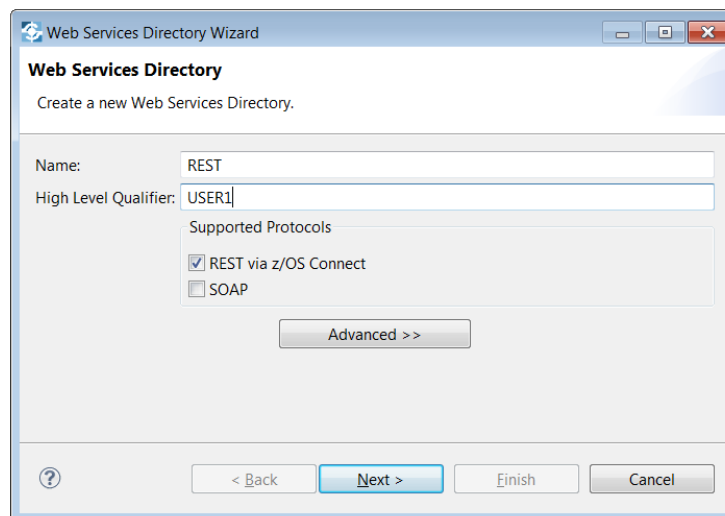 Web Services Directory Wizard
Web Services Directory
Create a new Web Services Directory.
Name: REST
High Level Qualifier: USER1
Supported Protocols
REST via z/OS Connect
SOAP
Advanced >>
? < Back Next > Finish Cancel